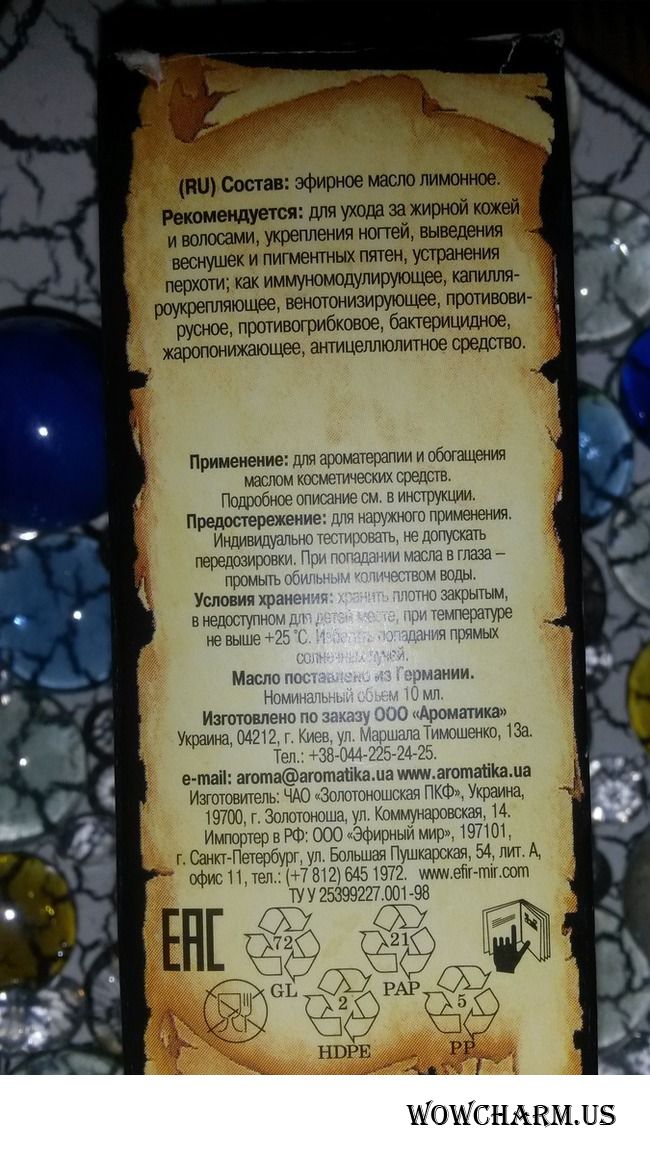 (RU) Состав: эфирное масло лимонное.
Рекомендуется: для ухода за жирной кожей
и волосами, укрепления ногтей, выведения
веснушек и пигментных пятен, устранения
перхоти; как иммуномодулирующее, капилля-
роукрепляющее, венотонизирующее, противови-
русное, противогрибковое, бактерицидное,
жаропонижающее, антицеллюлитное средство.
Применение: для ароматерапии и обогащения
маслом косметических средств.
Подробное описание см. в инструкции.
Предостережение: для наружного применения.
Индивидуально тестировать, не допускать
передозировки. При попадании масла в глаза –
промыть обильным количеством воды.
Условия хранения: хранить плотно закрытым,
в недоступном для детей месте, при температуре
не выше +25 °С. Избегать попадания прямых
солнечных лучей.
Масло поставлено из Германии.
Номинальный объем 10 мл.
Изготовлено по заказу ООО «Ароматика»
Украина, 04212, г. Киев, ул. Маршала Тимошенко, 13а.
Тел.: +38-044-225-24-25.
e-mail: aroma@aromatika.ua www.aromatika.ua
Изготовитель: ЧАО «Золотоношская ПКФ», Украина,
19700, г. Золотоноша, ул. Коммунаровская, 14.
Импортер в РФ: ООО «Эфирный мир», 197101,
г. Санкт-Петербург, ул. Большая Пушкарская, 54, лит. А,
офис 11, тел.: (+7 812) 645 1972. www.efir-mir.com
ТУ У 25399227.001-98
EAC 72 21
GL PAP
2 5
HDPE PP
WOWCHARM.US